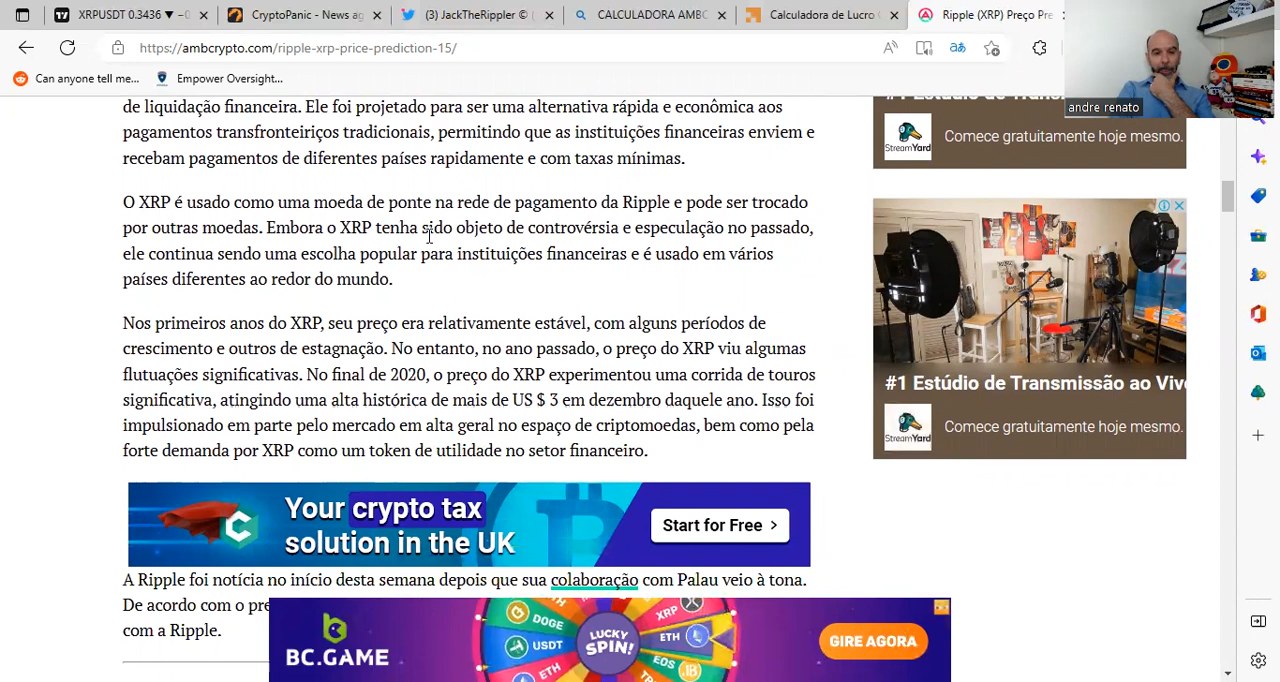 XRPUSDT 0.3436 ▼ −0
CryptoPanic - News ag
(3) JackTheRippler © (
CALCULADORA AMBC
Calculadora de Lucro
Ripple (XRP) Preço Pre
https://ambcrypto.com/ripple-xrp-price-prediction-15/
Can anyone tell me...
Empower Oversight...
andre renato
de liquidação financeira. Ele foi projetado para ser uma alternativa rápida e econômica aos
pagamentos transfronteiriços tradicionais, permitindo que as instituições financeiras enviem e
recebam pagamentos de diferentes países rapidamente e com taxas mínimas.
O XRP é usado como uma moeda de ponte na rede de pagamento da Ripple e pode ser trocado
por outras moedas. Embora o XRP tenha sido objeto de controvérsia e especulação no passado,
ele continua sendo uma escolha popular para instituições financeiras e é usado em vários
países diferentes ao redor do mundo.
Nos primeiros anos do XRP, seu preço era relativamente estável, com alguns períodos de
crescimento e outros de estagnação. No entanto, no ano passado, o preço do XRP viu algumas
flutuações significativas. No final de 2020, o preço do XRP experimentou uma corrida de touros
significativa, atingindo uma alta histórica de mais de US $ 3 em dezembro daquele ano. Isso foi
impulsionado em parte pelo mercado em alta geral no espaço de criptomoedas, bem como pela
forte demanda por XRP como um token de utilidade no setor financeiro.
Your crypto tax
solution in the UK
Start for Free >
A Ripple foi notícia no início desta semana depois que sua colaboração com Palau veio à tona.
De acordo com o pre
com a Ripple.
BC.GAME
DOGE
USDT
ETH
LUCKY
SPIN!
XRP
ETH
EOS
GIRE AGORA
StreamYard
Comece gratuitamente hoje mesmo.
#1 Estúdio de Transmissão ao Viv
StreamYard
Comece gratuitamente hoje mesmo.